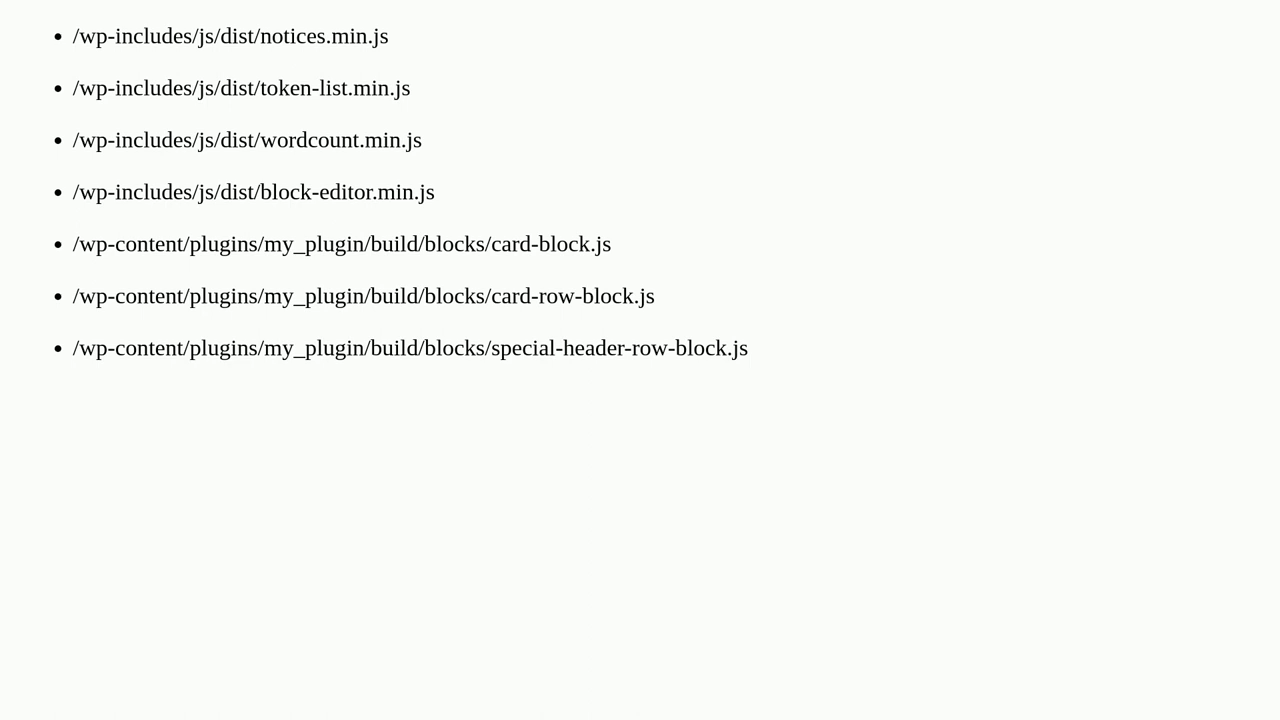 • /wp-includes/js/dist/notices.min.js
• /wp-includes/js/dist/token-list.min.js
• /wp-includes/js/dist/wordcount.min.js
• /wp-includes/js/dist/block-editor.min.js
• /wp-content/plugins/my_plugin/build/blocks/card-block.js
• /wp-content/plugins/my_plugin/build/blocks/card-row-block.js
• /wp-content/plugins/my_plugin/build/blocks/special-header-row-block.js